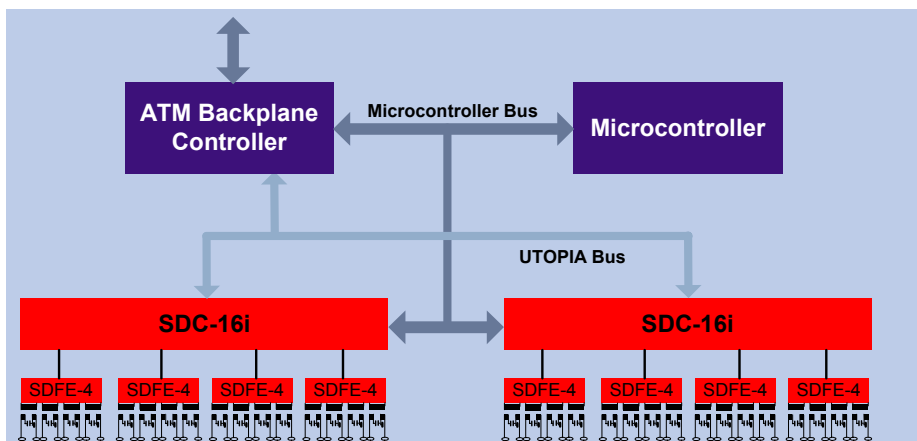 ATM Backplane
Controller
Microcontroller Bus
Microcontroller
UTOPIA Bus
SDC-16i
SDC-16i
SDFE-4
SDFE-4
SDFE-4
SDFE-4
SDFE-4
SDFE-4
SDFE-4
SDFE-4